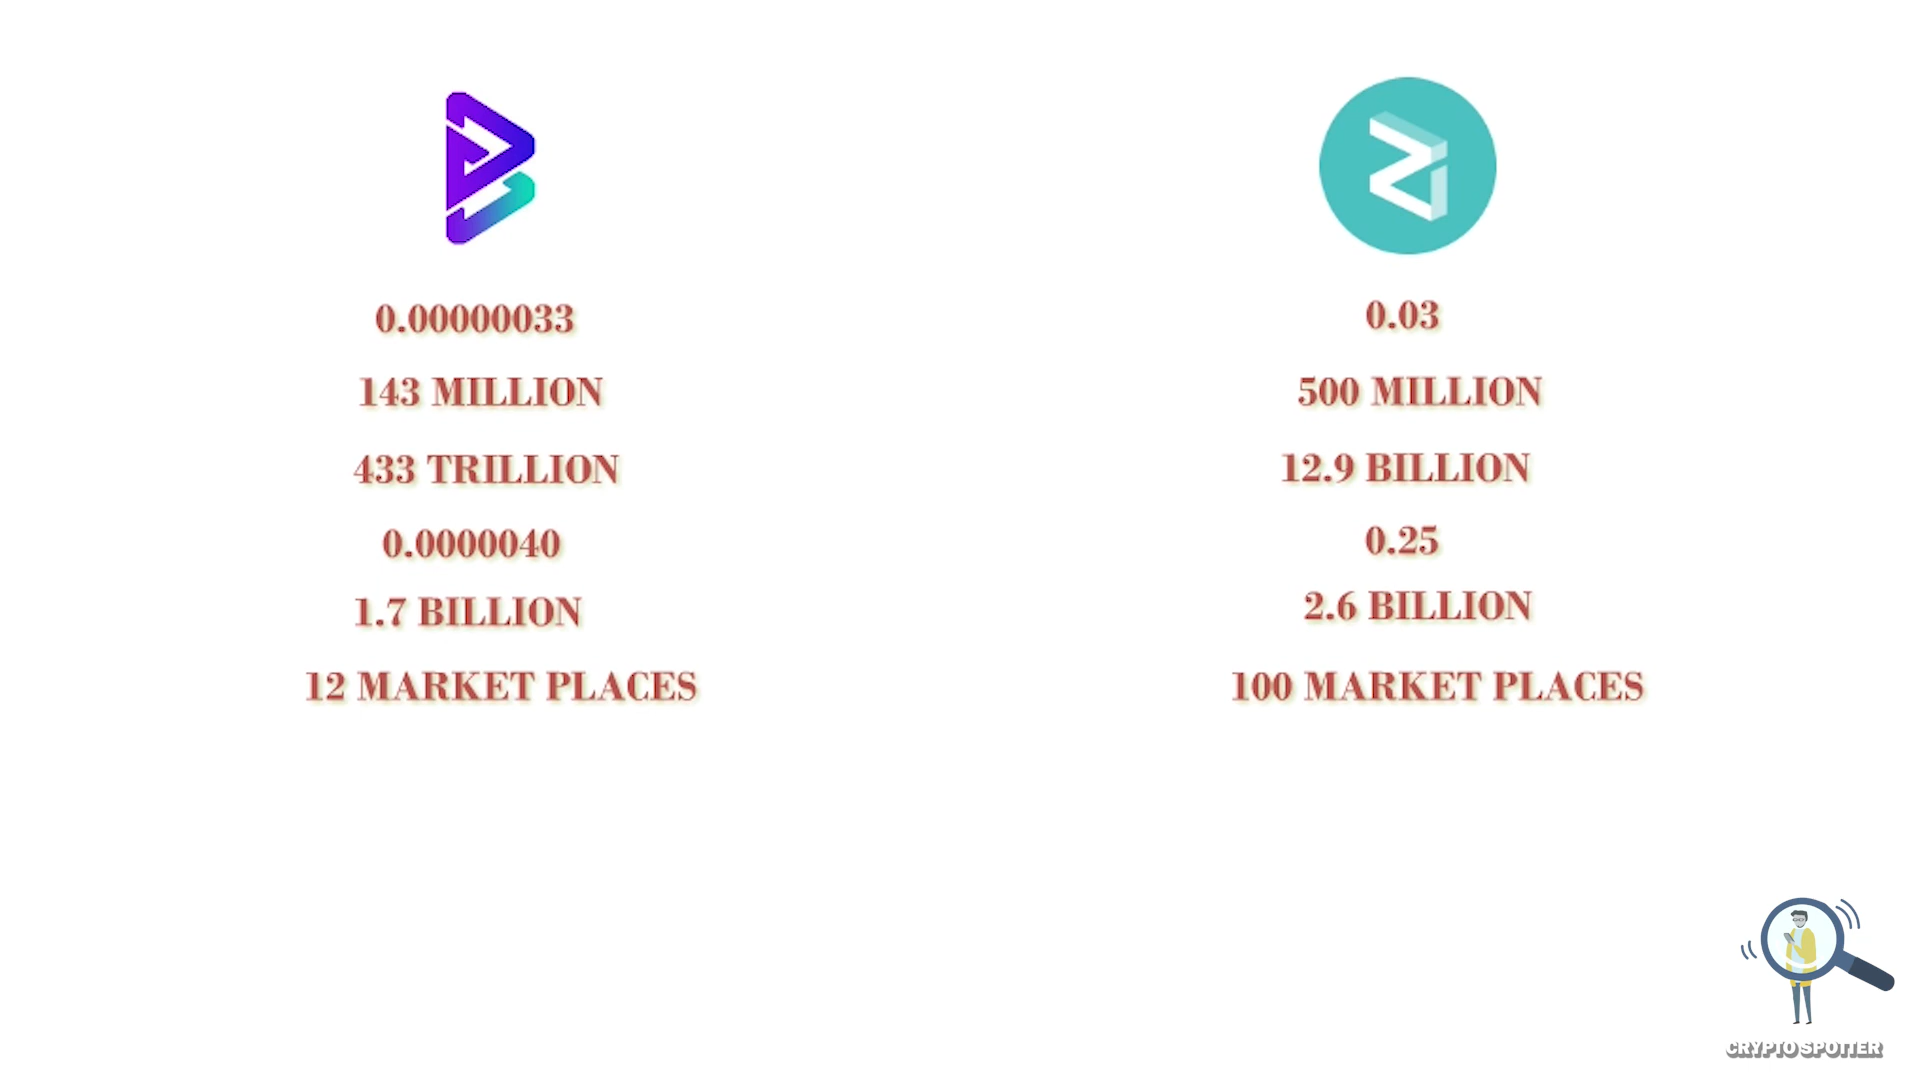 0.00000033
0.03
143 MILLION
500 MILLION
433 TRILLION
12.9 BILLION
0.0000040
0.25
1.7 BILLION
2.6 BILLION
12 MARKET PLACES
100 MARKET PLACES
CRYPTO SPOTTER